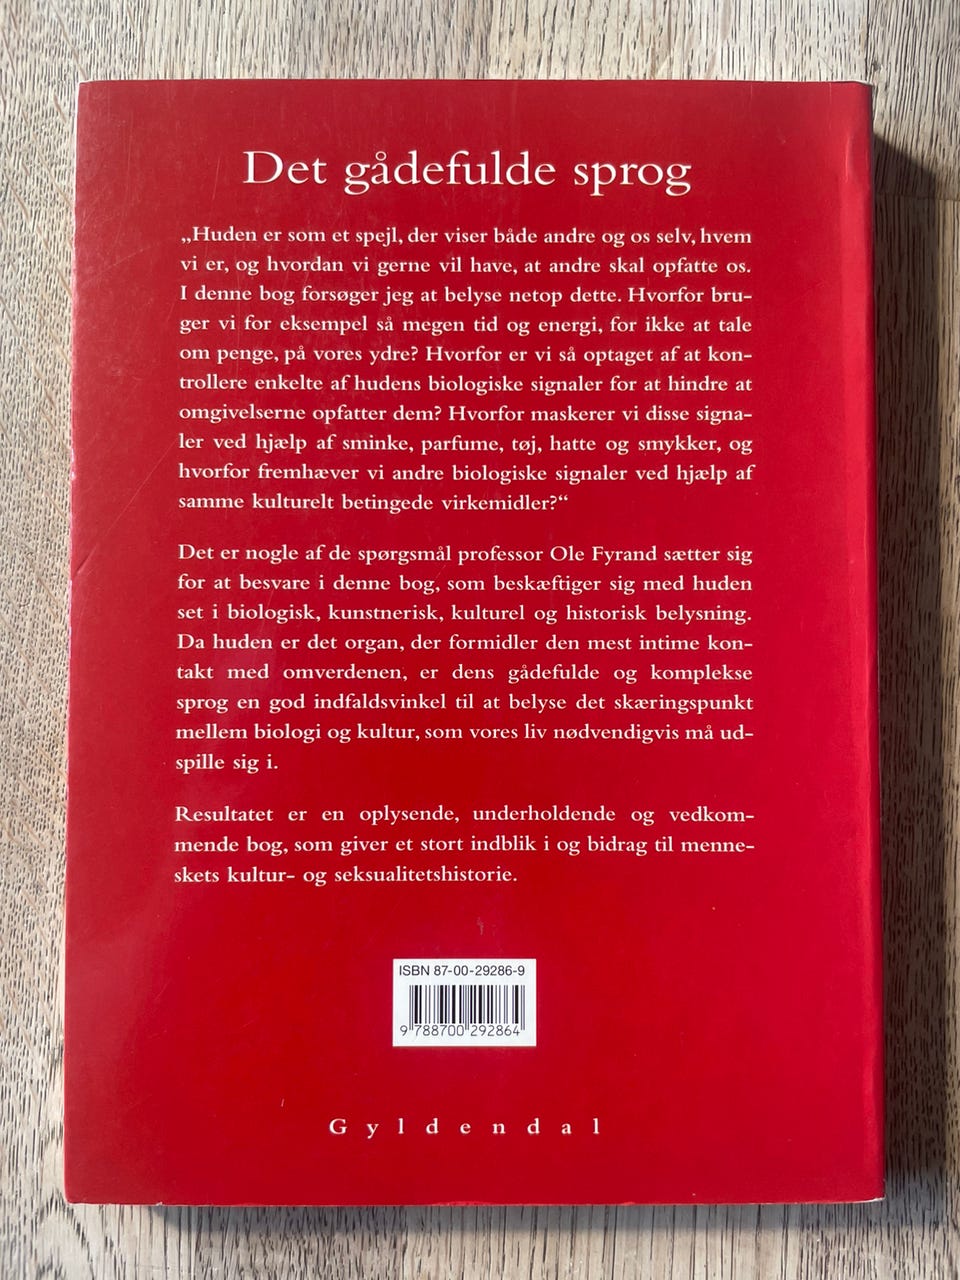 Det gådefulde sprog
„Huden er som et spejl, der viser både andre og os selv, hvem
vi er, og hvordan vi gerne vil have, at andre skal opfatte os.
I denne bog forsøger jeg at belyse netop dette. Hvorfor bru-
ger vi for eksempel så megen tid og energi, for ikke at tale
om penge, på vores ydre? Hvorfor er vi så optaget af at kon-
trollere enkelte af hudens biologiske signaler for at hindre at
omgivelserne opfatter dem? Hvorfor maskerer vi disse signa-
ler ved hjælp af sminke, parfume, tøj, hatte og smykker, og
hvorfor fremhæver vi andre biologiske signaler ved hjælp af
samme kulturelt betingede virkemidler?“
Det er nogle af de spørgsmål professor Ole Fyrand sætter sig
for at besvare i denne bog, som beskæftiger sig med huden
set i biologisk, kunstnerisk, kulturel og historisk belysning.
Da huden er det organ, der formidler den mest intime kon-
takt med omverdenen, er dens gådefulde og komplekse
sprog en god indfaldsvinkel til at belyse det skæringspunkt
mellem biologi og kultur, som vores liv nødvendigvis må ud-
spille sig i.
Resultatet er en oplysende, underholdende og vedkom-
mende bog, som giver et stort indblik i og bidrag til menne-
skets kultur- og seksualitetshistorie.
ISBN 87-00-29286-9
9 788700 292864
Gyldendal